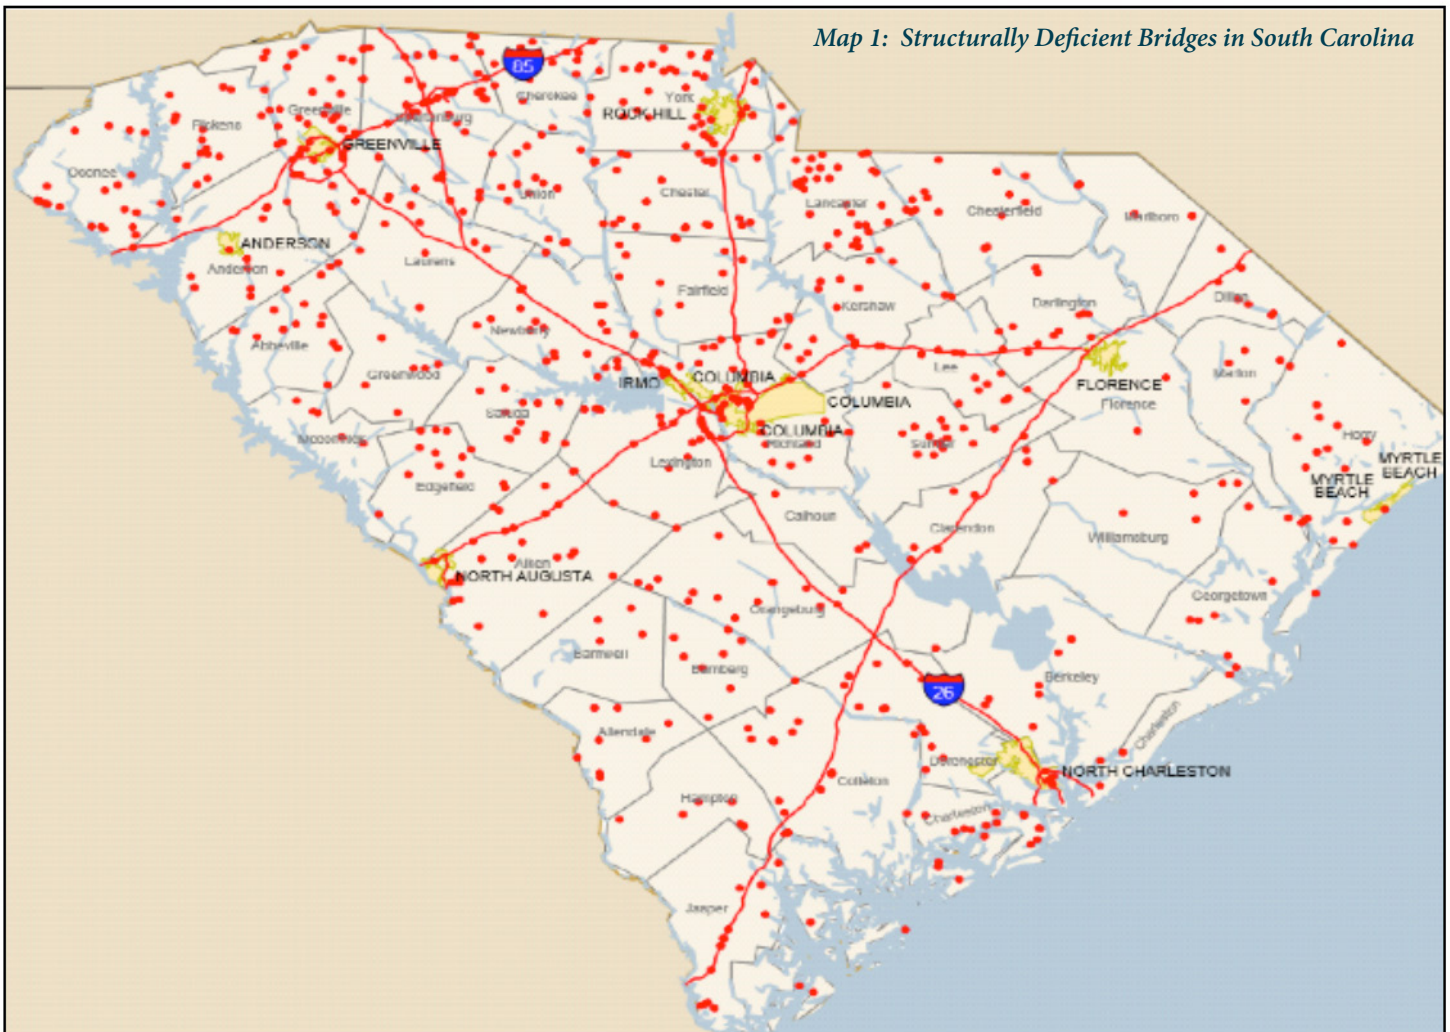 Map 1: Structurally Deficient Bridges in South Carolina
85
Cherokee
York
ROCK HILL
Greenville
Spartanburg
Pickens
GREENVILLE
Oconee
Union
Chester
Lancaster
Chesterfield
Marlboro
ANDERSON
Anderson
Laurens
Fairfield
Kershaw
Darlington
Dillon
Newberry
Abbeville
Greenwood
IRMO
COLUMBIA
Lee
Marion
FLORENCE
Florence
COLUMBIA
Saluda
COLUMBIA
Richland
Sumter
McCormick
Horry
MYRTLE
BEACH
MYRTLE
BEACH
Lexington
Edgefield
Calhoun
Clarendon
Williamsburg
Aiken
NORTH AUGUSTA
Georgetown
Orangeburg
Barnwell
Bamberg
Berkeley
26
Allendale
Charleston
Dorchester
NORTH CHARLESTON
Colleton
Hampton
Charleston
Jasper